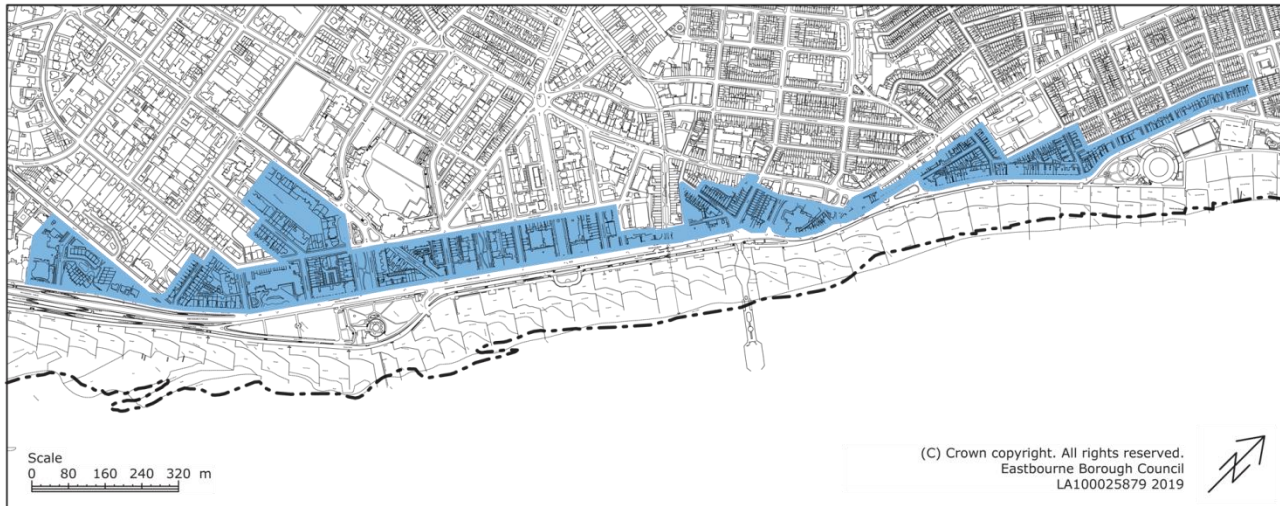 Scale
0 80 160 240 320 m
(C) Crown copyright. All rights reserved.
Eastbourne Borough Council
LA100025879 2019